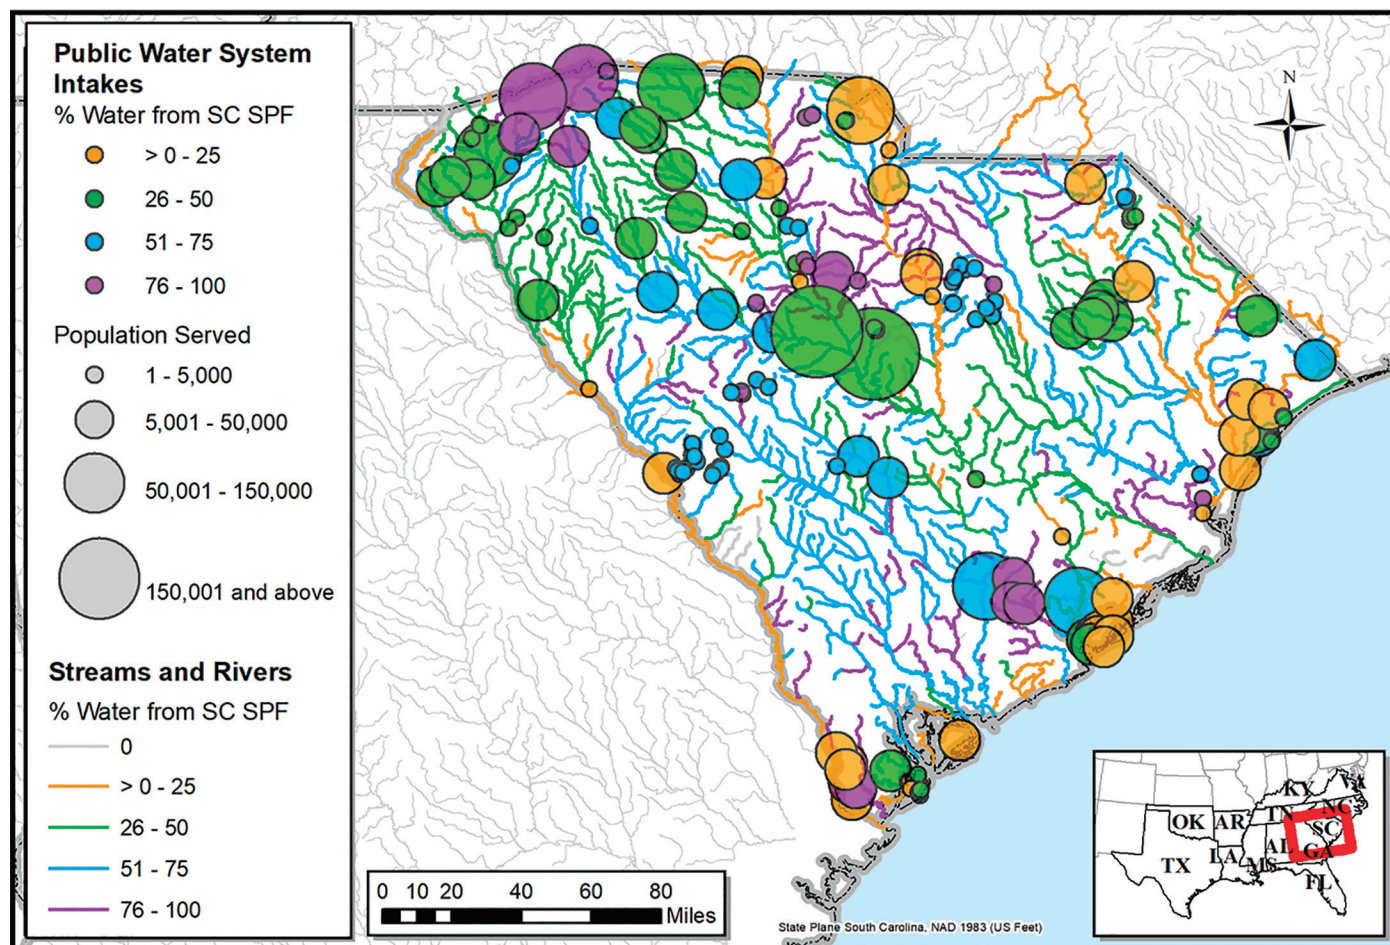 Public Water System
Intakes
% Water from SC SPF
> 0 - 25
26 - 50
51 - 75
76 - 100
Population Served
1 - 5,000
5,001 - 50,000
50,001 - 150,000
150,001 and above
Streams and Rivers
% Water from SC SPF
0
> 0 - 25
26 - 50
51 - 75
76 - 100
N
0 10 20 40 60 80
Miles
State Plane South Carolina, NAD 1983 (US Feet)
KY VA
TN NC
OK AR SC
TX LA MS AL GA
FL